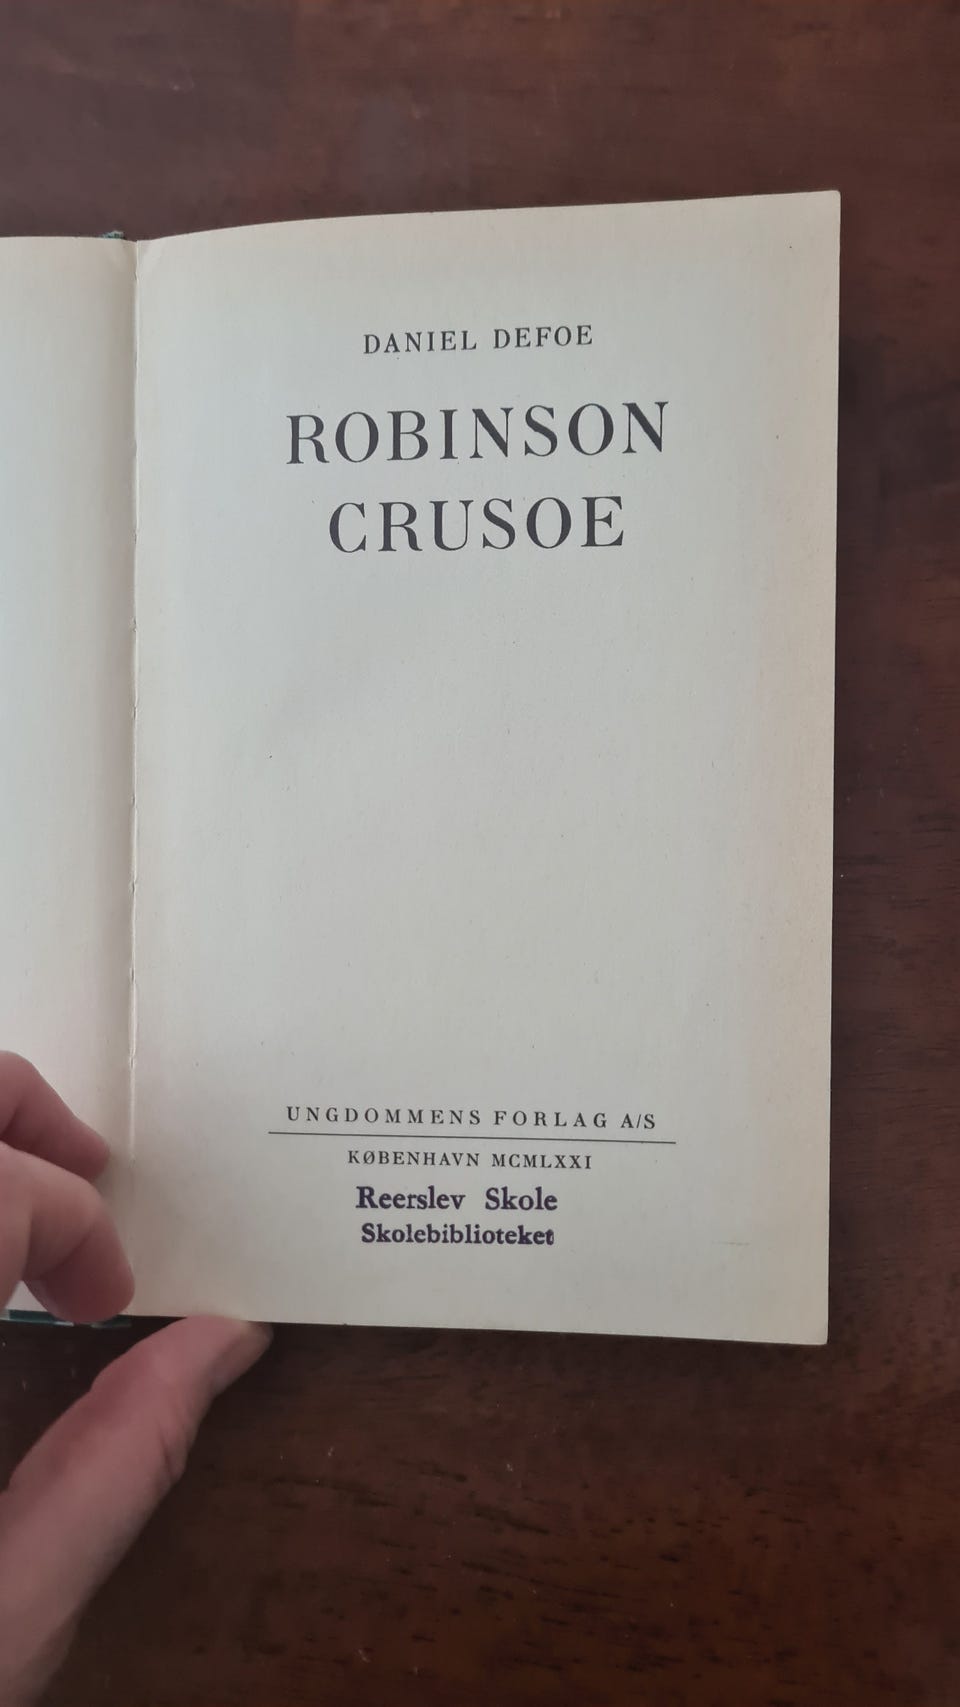 DANIEL DEFOE
ROBINSON
CRUSOE
UNGDOMMENS FORLAG A/S
KØBENHAVN MCMLXXI
Reerslev Skole
Skolebiblioteket